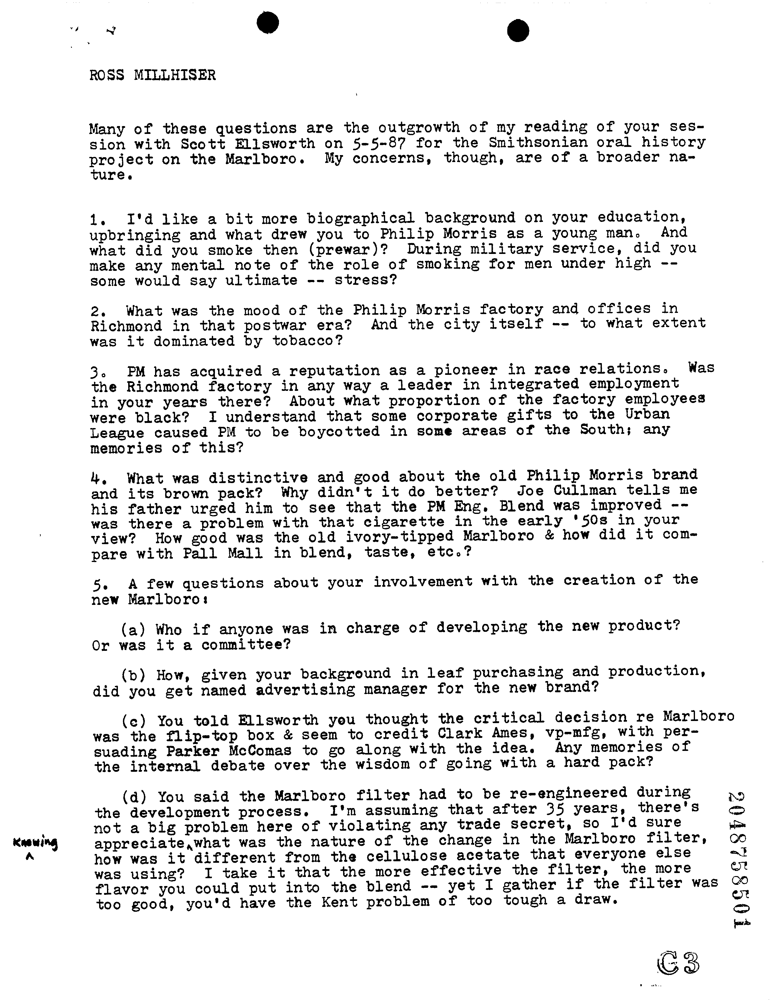 ROSS MILLHISER
Many of these questions are the outgrowth of my reading of your ses-
sion with Scott Ellsworth on 5-5-87 for the Smithsonian oral history
project on the Marlboro.  My concerns, though, are of a broader na-
ture.
1.  I'd like a bit more biographical background on your education,
upbringing and what drew you to Philip Morris as a young man.  And
what did you smoke then (prewar)?  During military service, did you
make any mental note of the role of smoking for men under high --
some would say ultimate -- stress?
2.  What was the mood of the Philip Morris factory and offices in
Richmond in that postwar era?  And the city itself -- to what extent
was it dominated by tobacco?
3.  PM has acquired a reputation as a pioneer in race relations.  Was
the Richmond factory in any way a leader in integrated employment
in your years there?  About what proportion of the factory employees
were black?  I understand that some corporate gifts to the Urban
League caused PM to be boycotted in some areas of the South; any
memories of this?
4.  What was distinctive and good about the old Philip Morris brand
and its brown pack?  Why didn't it do better?  Joe Cullman tells me
his father urged him to see that the PM Eng. Blend was improved --
was there a problem with that cigarette in the early '50s in your
view?  How good was the old ivory-tipped Marlboro & how did it com-
pare with Pall Mall in blend, taste, etc.?
5.  A few questions about your involvement with the creation of the
new Marlboro:
(a) Who if anyone was in charge of developing the new product?
Or was it a committee?
(b) How, given your background in leaf purchasing and production,
did you get named advertising manager for the new brand?
(c) You told Ellsworth you thought the critical decision re Marlboro
was the flip-top box & seem to credit Clark Ames, vp-mfg, with per-
suading Parker McComas to go along with the idea.  Any memories of
the internal debate over the wisdom of going with a hard pack?
(d) You said the Marlboro filter had to be re-engineered during
the development process.  I'm assuming that after 35 years, there's
not a big problem here of violating any trade secret, so I'd sure
knowing
appreciate^what was the nature of the change in the Marlboro filter,
how was it different from the cellulose acetate that everyone else
was using?  I take it that the more effective the filter, the more
flavor you could put into the blend -- yet I gather if the filter was
too good, you'd have the Kent problem of too tough a draw.
2048758501
C3